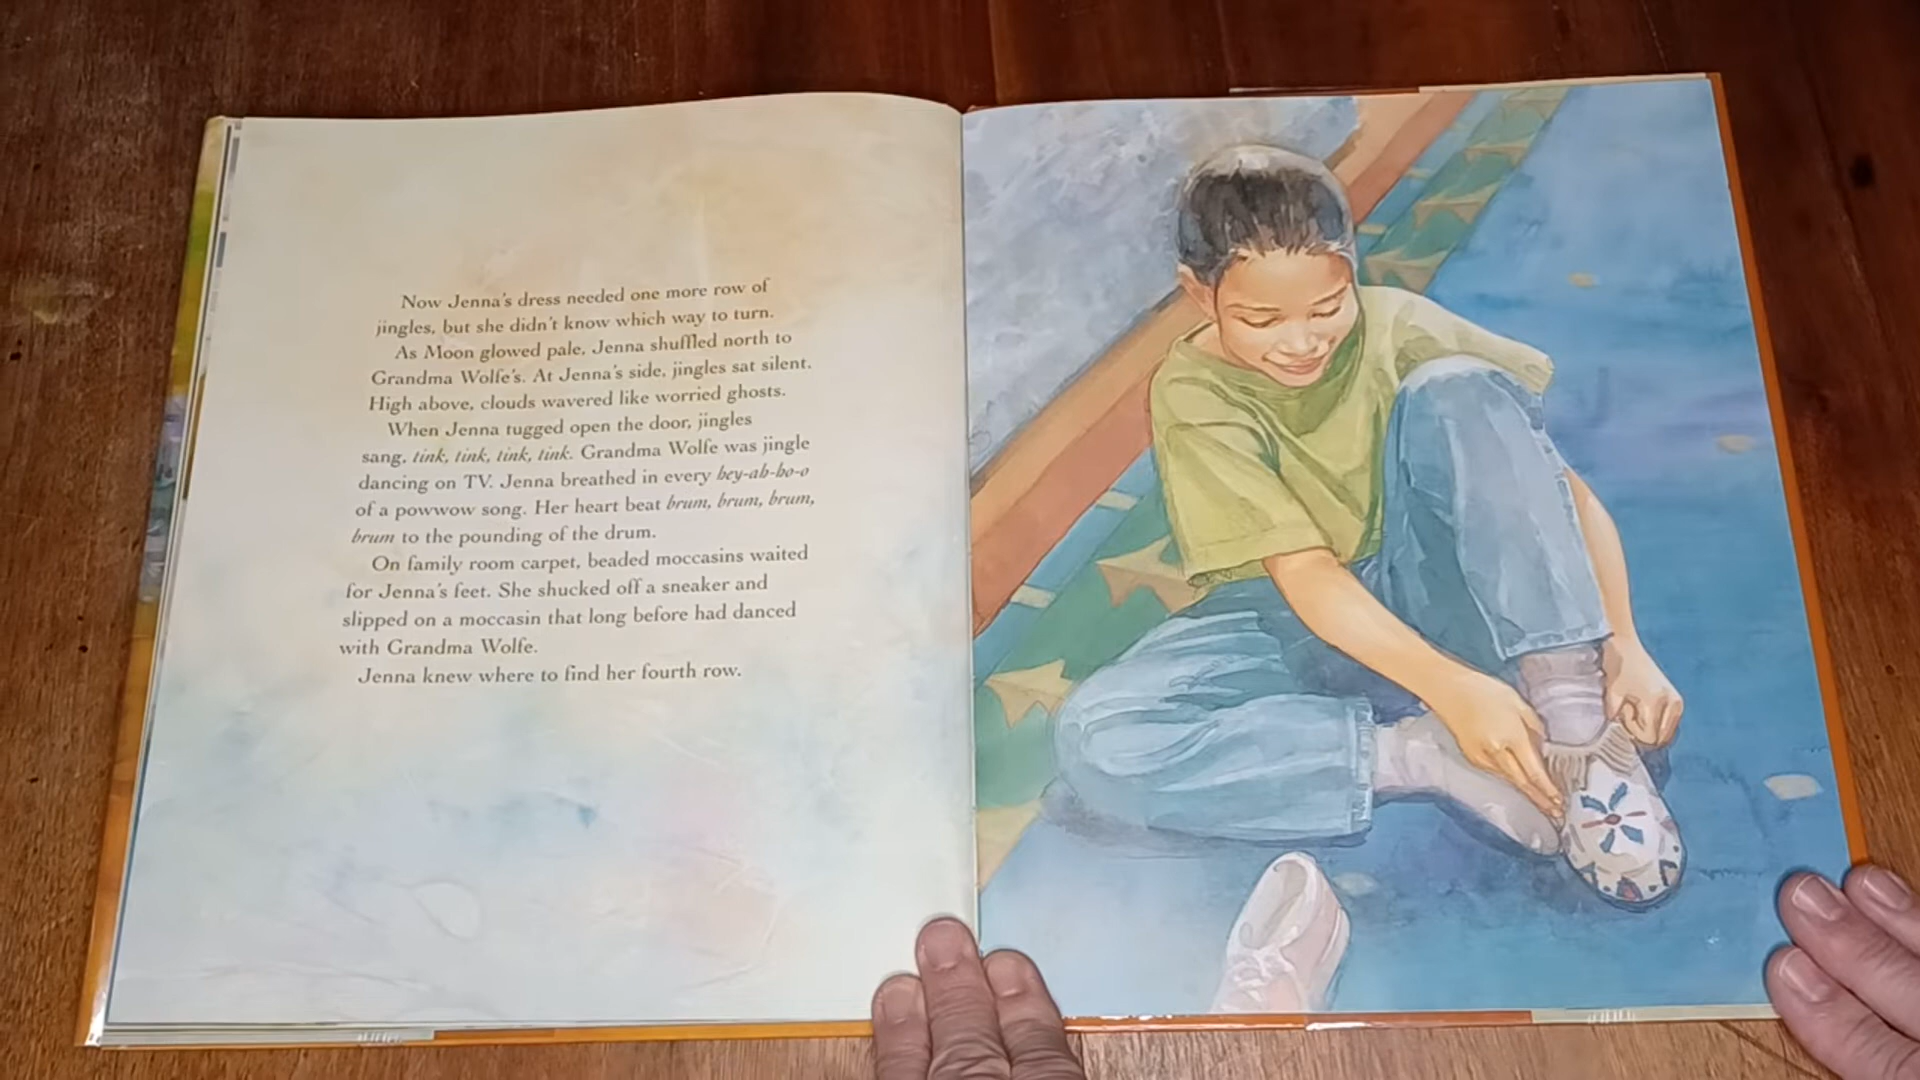 Now Jenna's dress needed one more row of
jingles, but she didn't know which way to turn.
As Moon glowed pale, Jenna shuffled north to
Grandma Wolfe's. At Jenna's side, jingles sat silent.
High above, clouds wavered like worried ghosts.
When Jenna tugged open the door, jingles
sang, tink, tink, tink, tink. Grandma Wolfe was jingle
dancing on TV. Jenna breathed in every hey-ah-ho-o
of a powwow song. Her heart beat brum, brum, brum,
brum to the pounding of the drum.
On family room carpet, beaded moccasins waited
for Jenna's feet. She shucked off a sneaker and
slipped on a moccasin that long before had danced
with Grandma Wolfe.
Jenna knew where to find her fourth row.